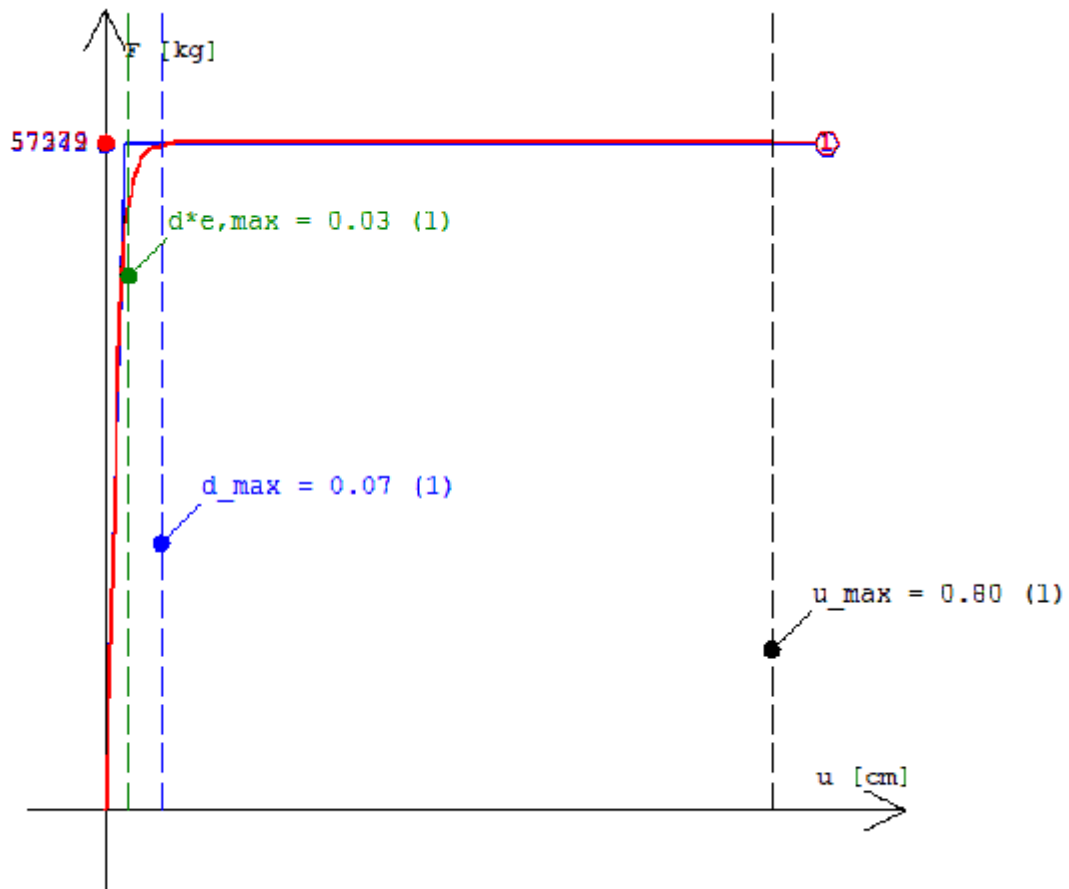 F [kg]
d*e,max = 0.03 (1)
d_max = 0.07 (1)
u_max = 0.80 (1)
u [cm]